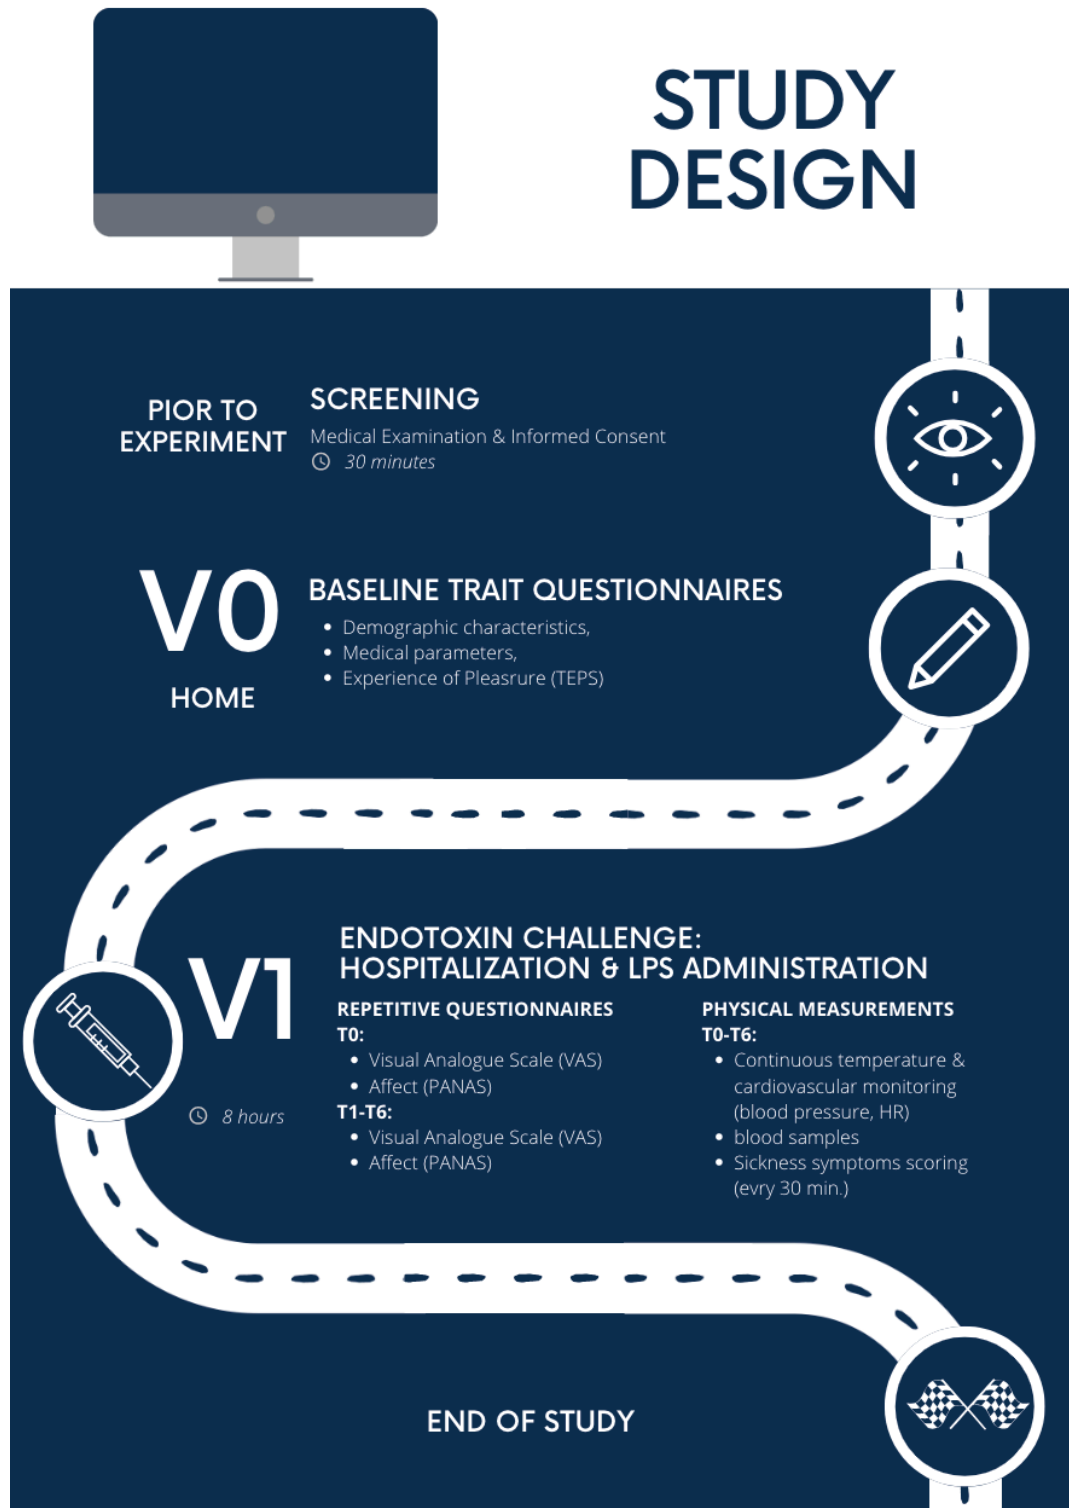 STUDY
DESIGN
PIOR TO
EXPERIMENT
SCREENING
Medical Examination & Informed Consent
30 minutes
V0
HOME
BASELINE TRAIT QUESTIONNAIRES
• Demographic characteristics,
• Medical parameters,
• Experience of Pleasrure (TEPS)
V1
8 hours
ENDOTOXIN CHALLENGE:
HOSPITALIZATION & LPS ADMINISTRATION
REPETITIVE QUESTIONNAIRES
T0:
• Visual Analogue Scale (VAS)
• Affect (PANAS)
T1-T6:
• Visual Analogue Scale (VAS)
• Affect (PANAS)
PHYSICAL MEASUREMENTS
T0-T6:
• Continuous temperature &
cardiovascular monitoring
(blood pressure, HR)
• blood samples
• Sickness symptoms scoring
(evry 30 min.)
END OF STUDY